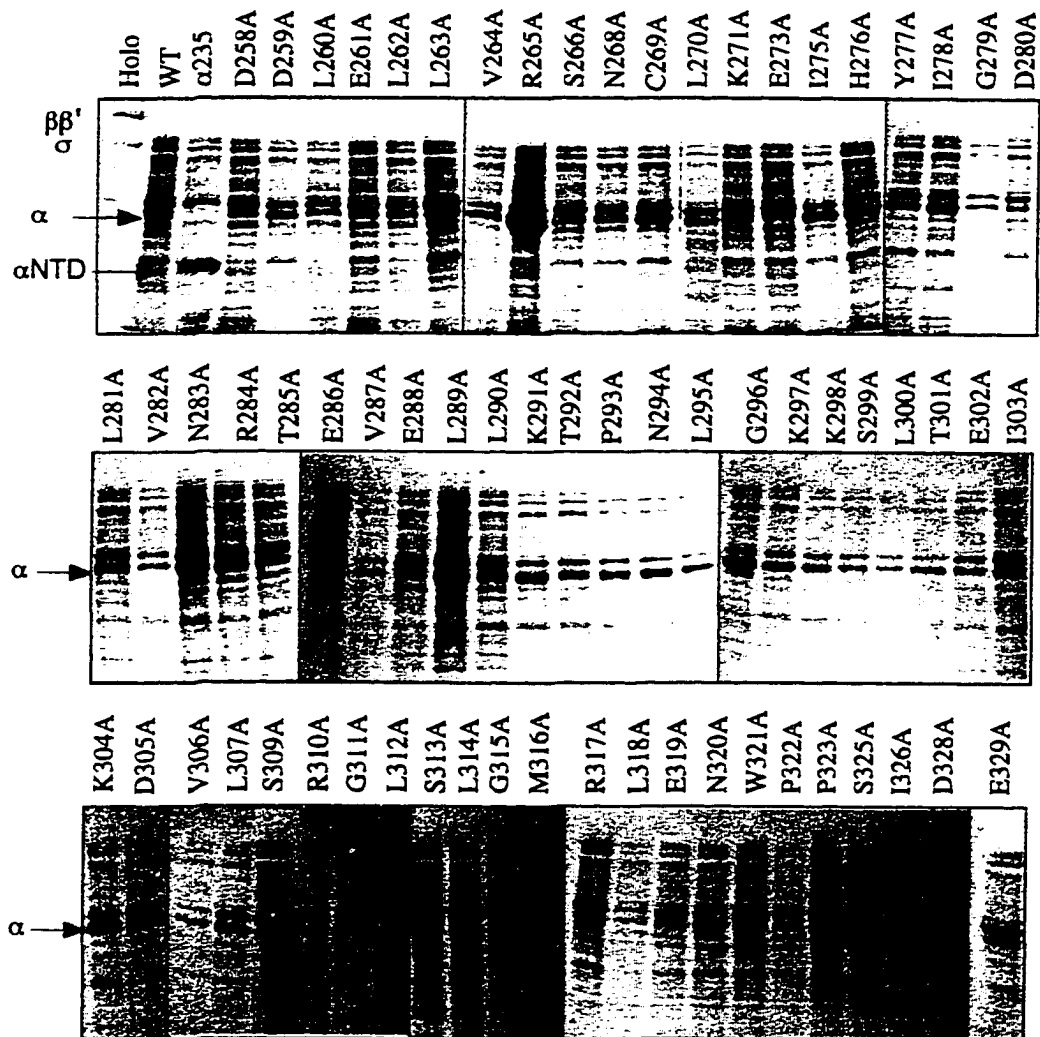 Holo WT α235 D258A D259A L260A E261A L262A L263A V264A R265A S266A N268A C269A L270A K271A E273A I275A H276A Y277A I278A G279A D280A
ββ'
σ
α
αNTD
L281A V282A N283A R284A T285A E286A V287A E288A L289A L290A K291A T292A P293A N294A L295A G296A K297A K298A S299A L300A T301A E302A I303A
α
K304A D305A V306A L307A S309A R310A G311A L312A S313A L314A G315A M316A R317A L318A E319A N320A W321A P322A P323A S325A I326A D328A E329A
α